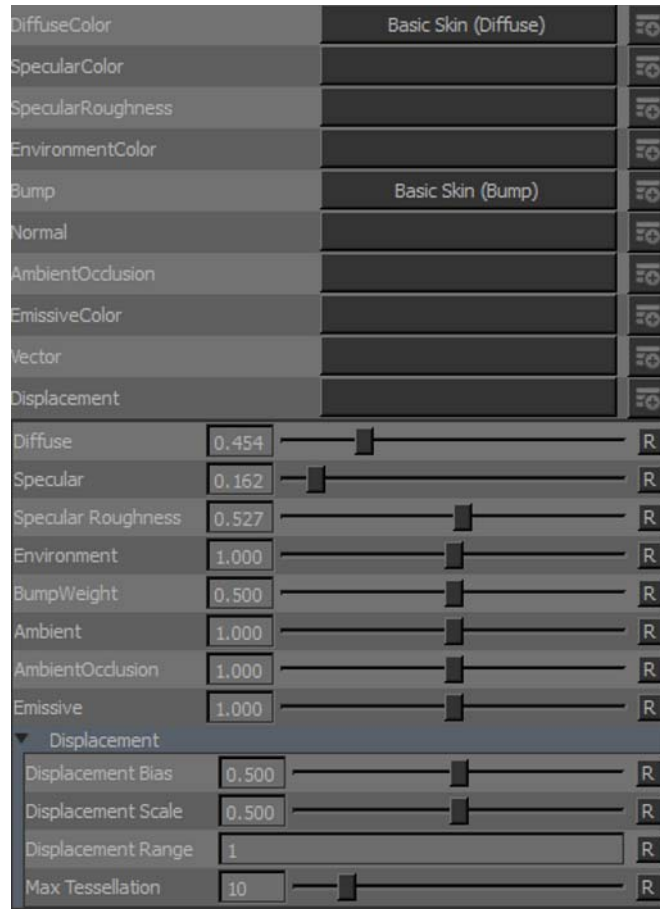 DiffuseColor Basic Skin (Diffuse)
SpecularColor
SpecularRoughness
EnvironmentColor
Bump Basic Skin (Bump)
Normal
AmbientOcclusion
EmissiveColor
Vector
Displacement
Diffuse 0.454 R
Specular 0.162 R
Specular Roughness 0.527 R
Environment 1.000 R
BumpWeight 0.500 R
Ambient 1.000 R
AmbientOcclusion 1.000 R
Emissive 1.000 R
Displacement
Displacement Bias 0.500 R
Displacement Scale 0.500 R
Displacement Range 1 R
Max Tessellation 10 R